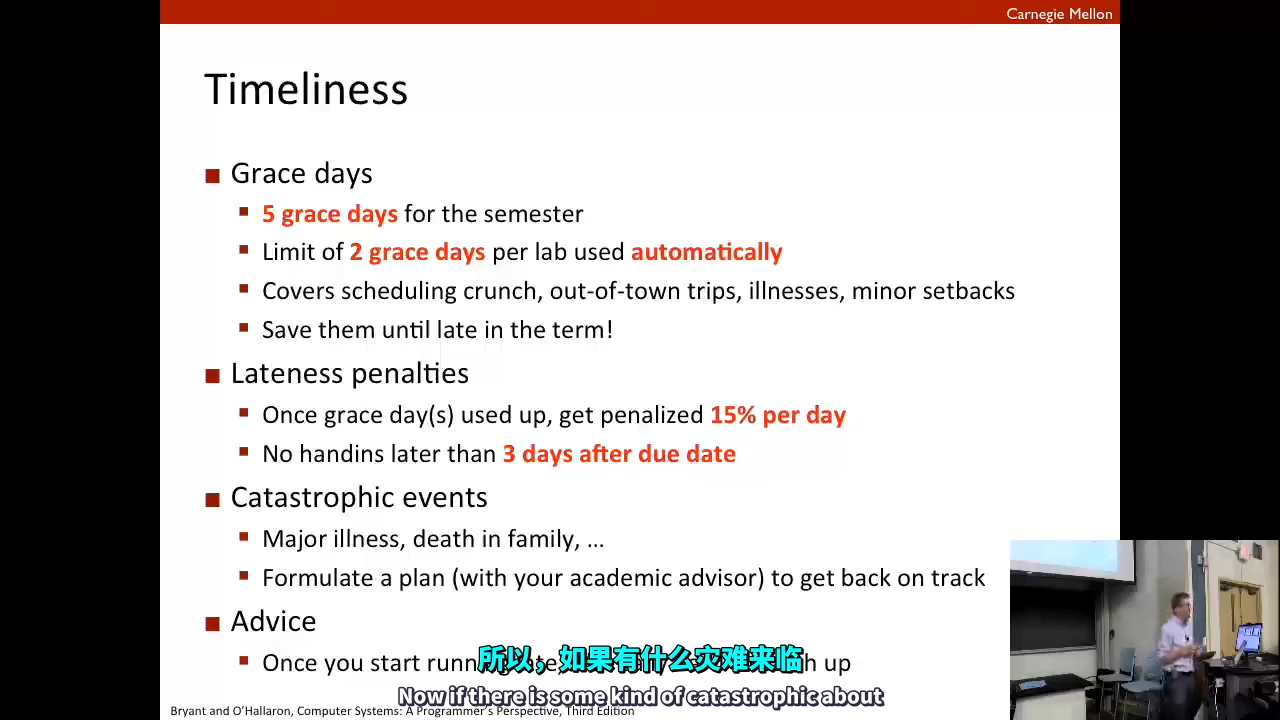 Carnegie Mellon
Timeliness
Grace days
5 grace days for the semester
Limit of 2 grace days per lab used automatically
Covers scheduling crunch, out-of-town trips, illnesses, minor setbacks
Save them until late in the term!
Lateness penalties
Once grace day(s) used up, get penalized 15% per day
No handins later than 3 days after due date
Catastrophic events
Major illness, death in family, …
Formulate a plan (with your academic advisor) to get back on track
Advice
Once you start up
所以，如果有什么灾难来临
Now if there is some kind of catastrophic about
Bryant and O'Hallaron, Computer Systems: A Programmer's Perspective, Third Edition